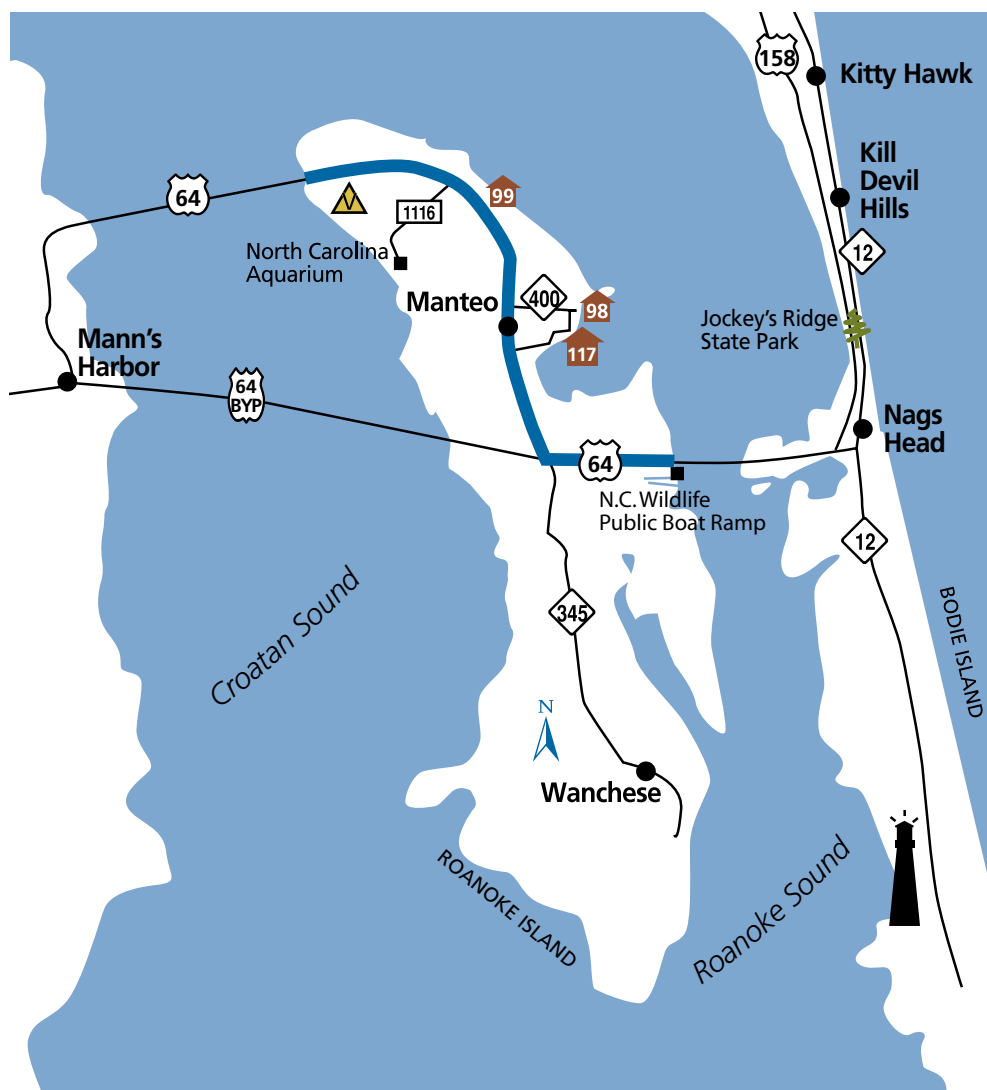 158
Kitty Hawk
Kill
Devil
Hills
99
64
1116
12
North Carolina
Aquarium
Manteo
400
98
Jockey's Ridge
State Park
Mann's
Harbor
117
64
BYP
Nags
Head
64
N.C. Wildlife
Public Boat Ramp
12
Croatan Sound
345
BODIE ISLAND
N
Wanchese
ROANOKE ISLAND
Roanoke Sound